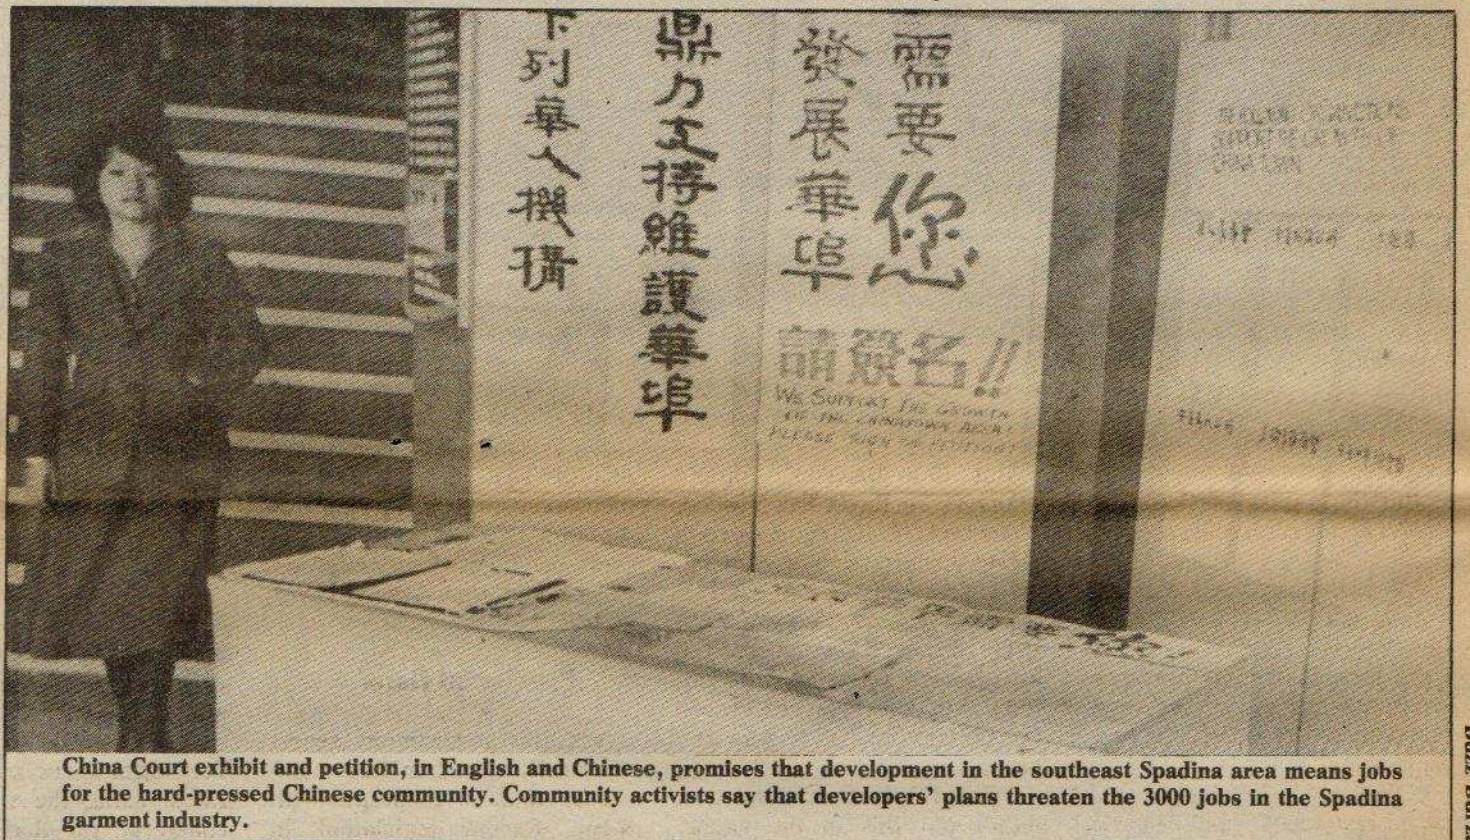 需要您
發展華埠
請簽名!!
WE SUPPORT THE GROWTH
OF THE CHINATOWN AREA!
PLEASE SIGN THE PETITION!
鼎力支持維護華埠
下列華人機構
China Court exhibit and petition, in English and Chinese, promises that development in the southeast Spadina area means jobs
for the hard-pressed Chinese community. Community activists say that developers' plans threaten the 3000 jobs in the Spadina
garment industry.